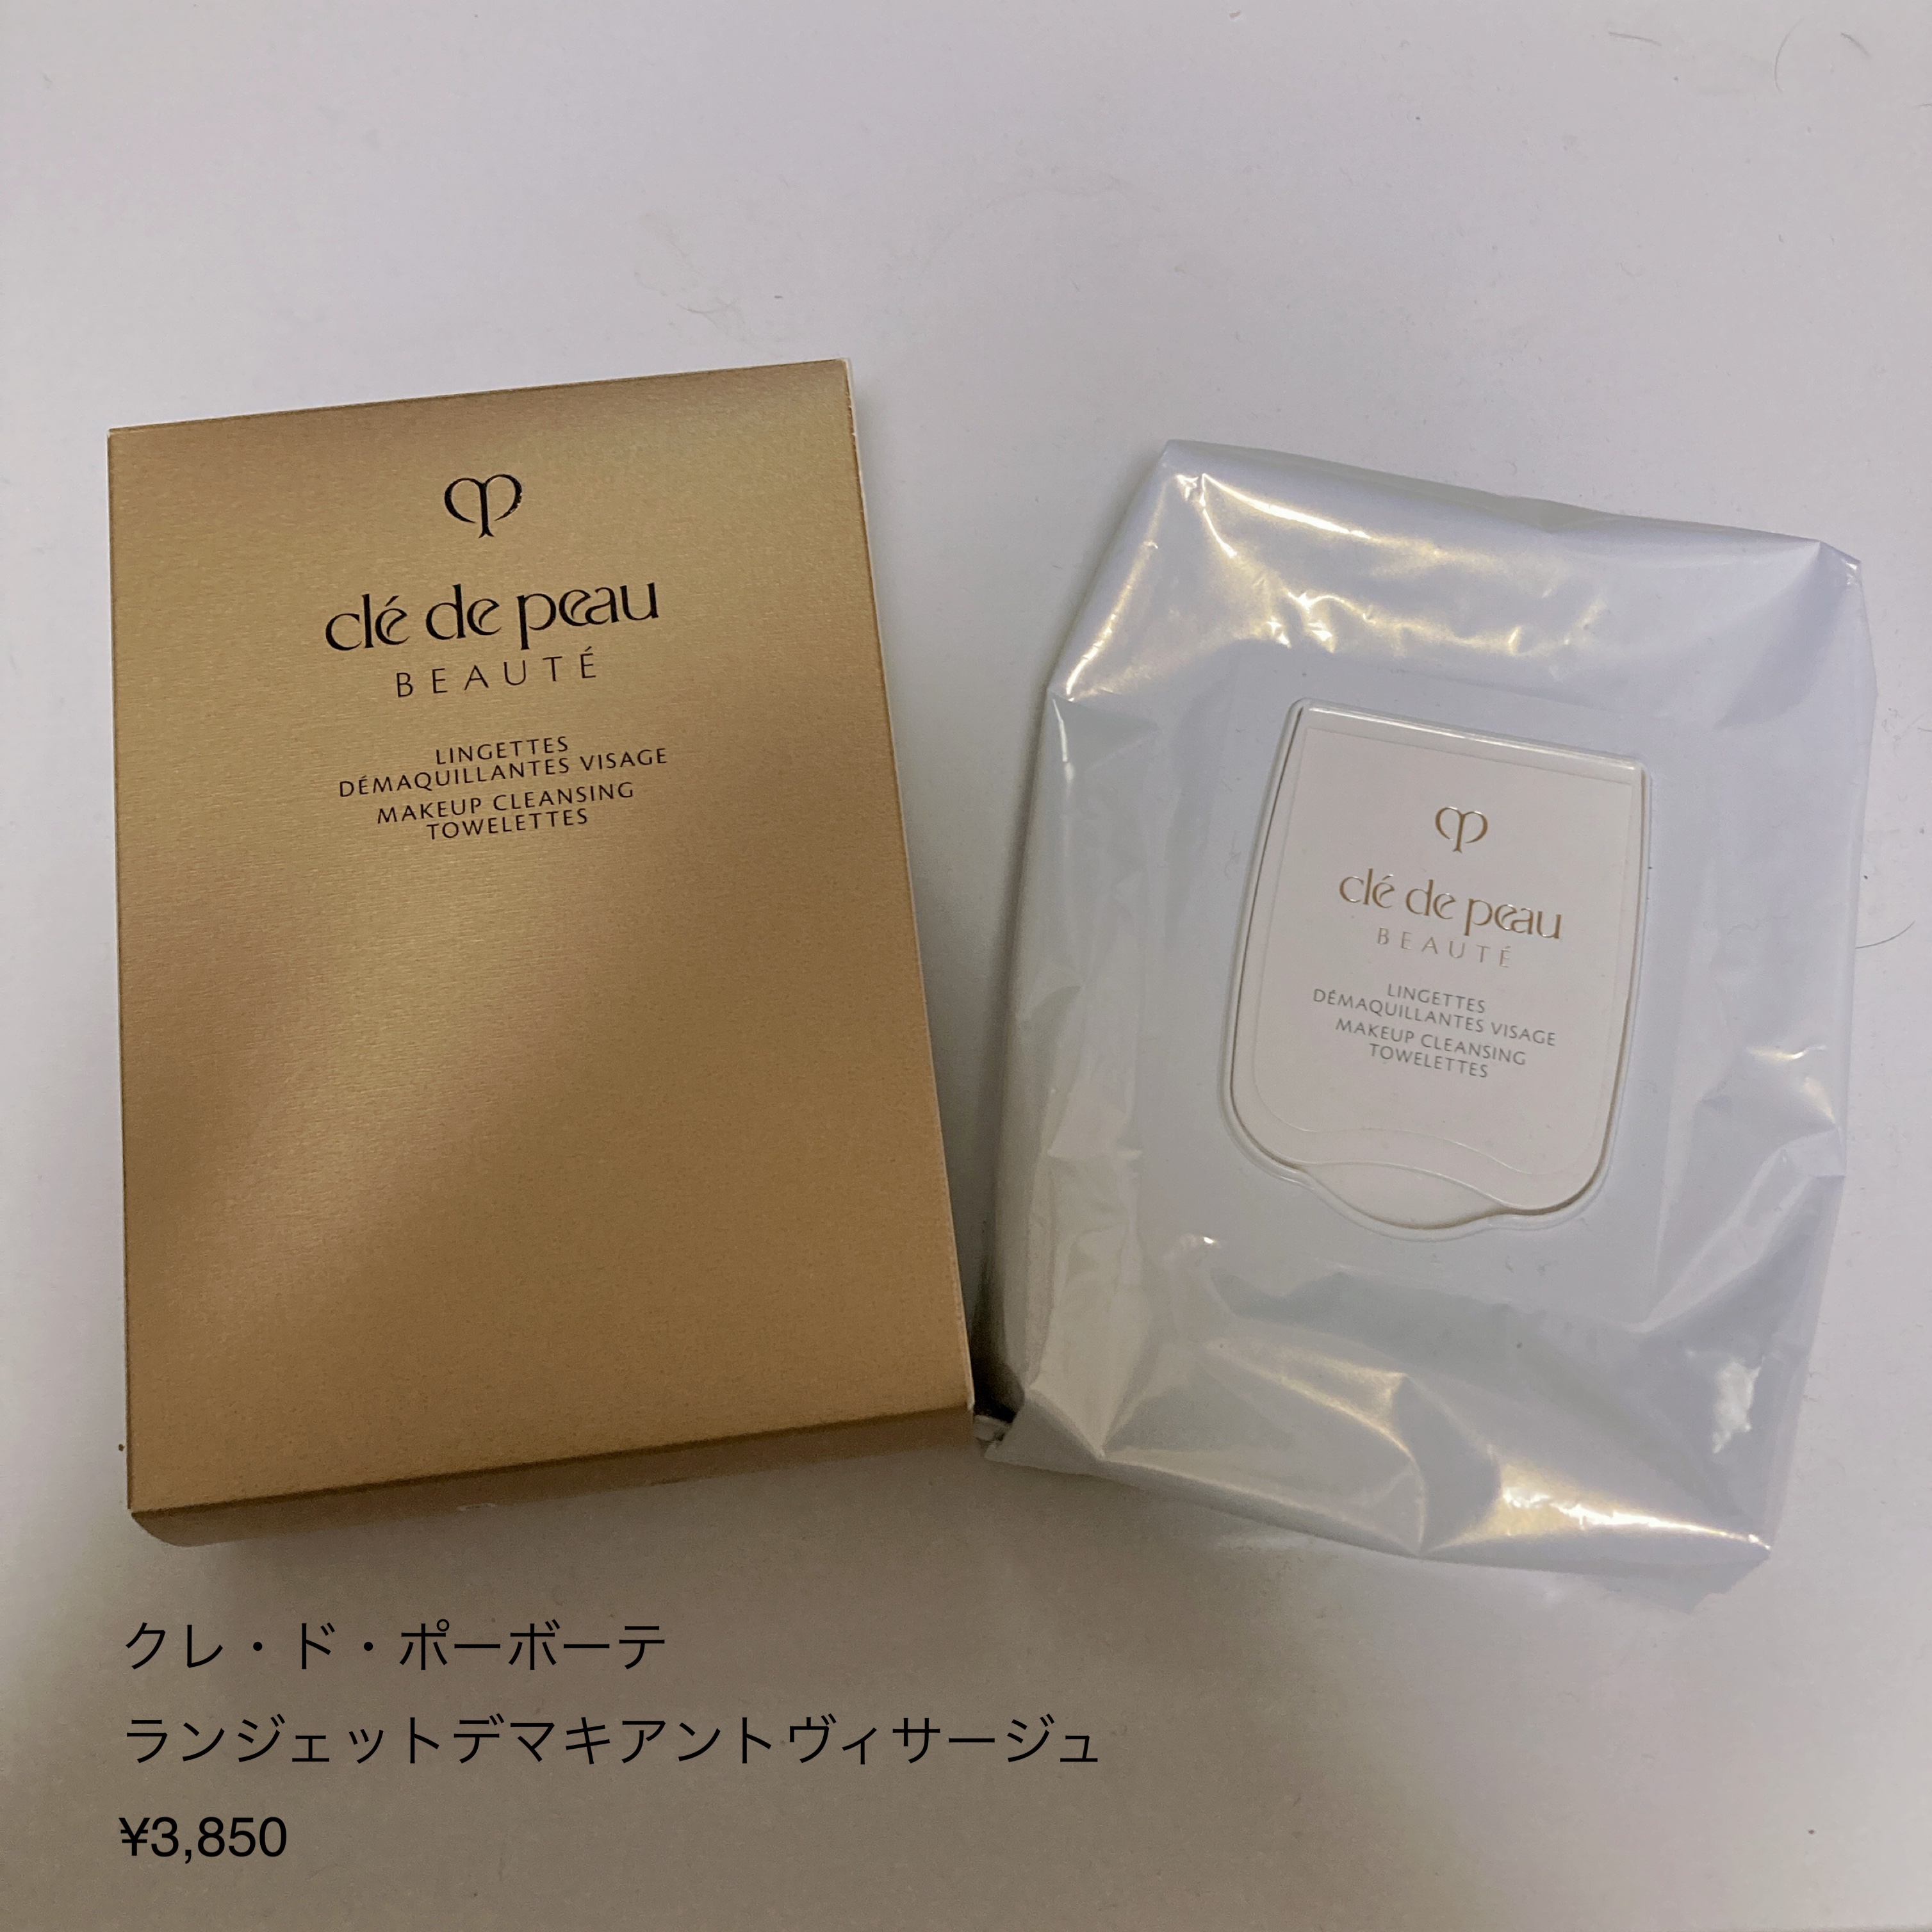 clé de peau
BEAUTÉ
LINGETTES
DÉMAQUILLANTES VISAGE
MAKEUP CLEANSING
TOWELETTES
clé de peau
BEAUTÉ
LINGETTES
DÉMAQUILLANTES VISAGE
MAKEUP CLEANSING
TOWELETTES
クレ・ド・ポーボーテ
ランジェットデマキアントヴィサージュ
¥3,850